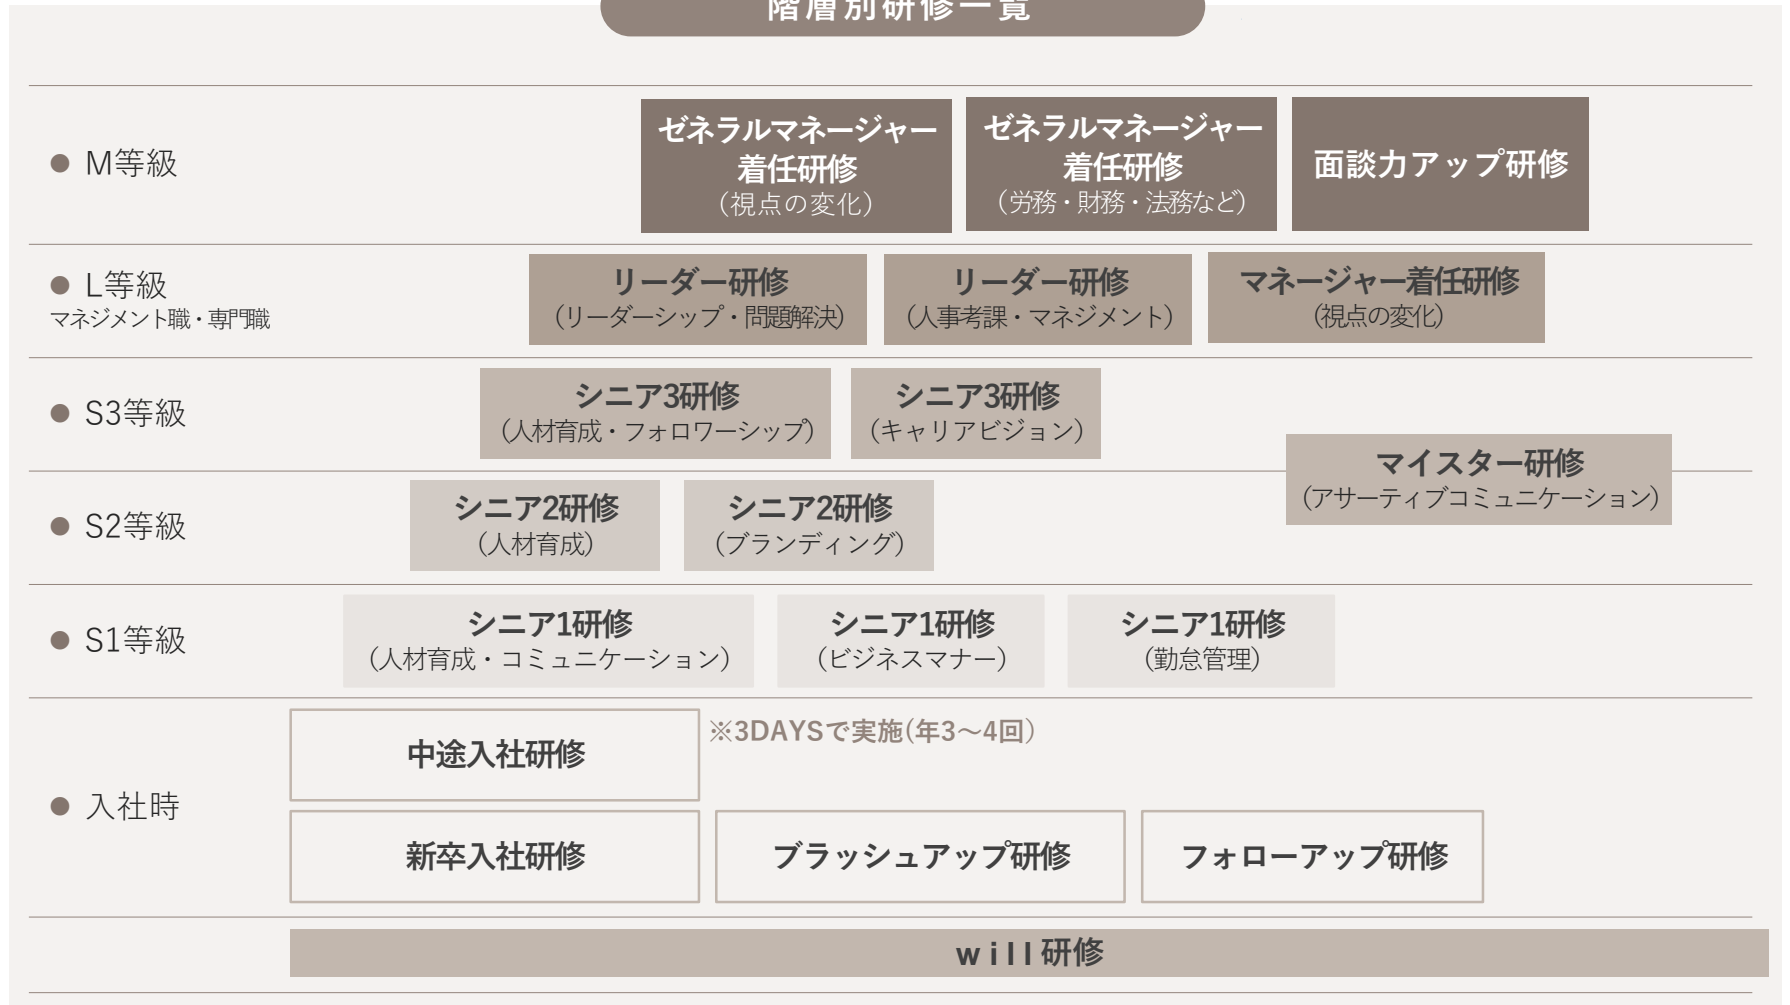 階層別研修一覧
M等級
ゼネラルマネージャー
着任研修
（視点の変化）
ゼネラルマネージャー
着任研修
（労務・財務・法務など）
面談力アップ研修
L等級
マネジメント職・専門職
リーダー研修
（リーダーシップ・問題解決）
リーダー研修
（人事考課・マネジメント）
マネージャー着任研修
（視点の変化）
S3等級
シニア3研修
（人材育成・フォロワーシップ）
シニア3研修
（キャリアビジョン）
マイスター研修
（アサーティブコミュニケーション）
S2等級
シニア2研修
（人材育成）
シニア2研修
（ブランディング）
S1等級
シニア1研修
（人材育成・コミュニケーション）
シニア1研修
（ビジネスマナー）
シニア1研修
（勤怠管理）
入社時
中途入社研修
※3DAYSで実施(年3～4回）
新卒入社研修
ブラッシュアップ研修
フォローアップ研修
will研修